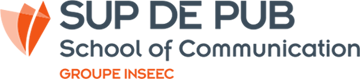 SUP DE PUB
School of Communication
GROUPE INSEEC